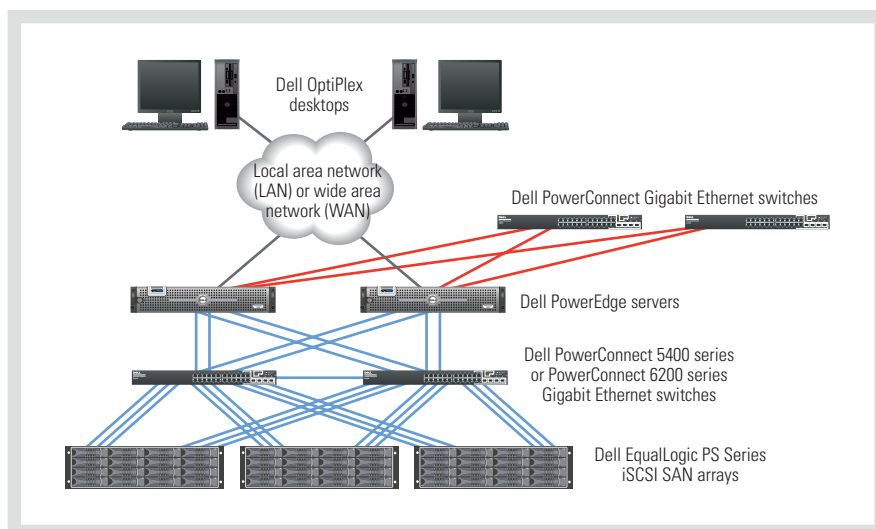 Dell OptiPlex
desktops
Local area network
(LAN) or wide area
network (WAN)
Dell PowerConnect Gigabit Ethernet switches
Dell PowerEdge servers
Dell PowerConnect 5400 series
or PowerConnect 6200 series
Gigabit Ethernet switches
Dell EqualLogic PS Series
iSCSI SAN arrays